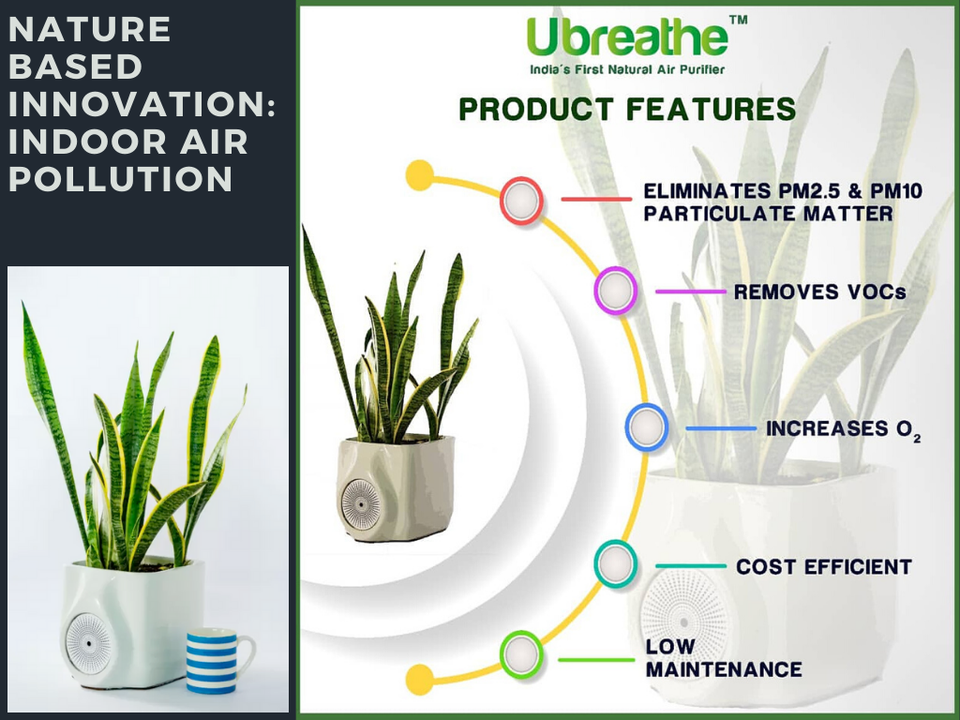 NATURE
BASED
INNOVATION:
INDOOR AIR
POLLUTION
Ubreathe™
India's First Natural Air Purifier
PRODUCT FEATURES
ELIMINATES PM2.5 & PM10
PARTICULATE MATTER
REMOVES VOCs
INCREASES O₂
COST EFFICIENT
LOW
MAINTENANCE